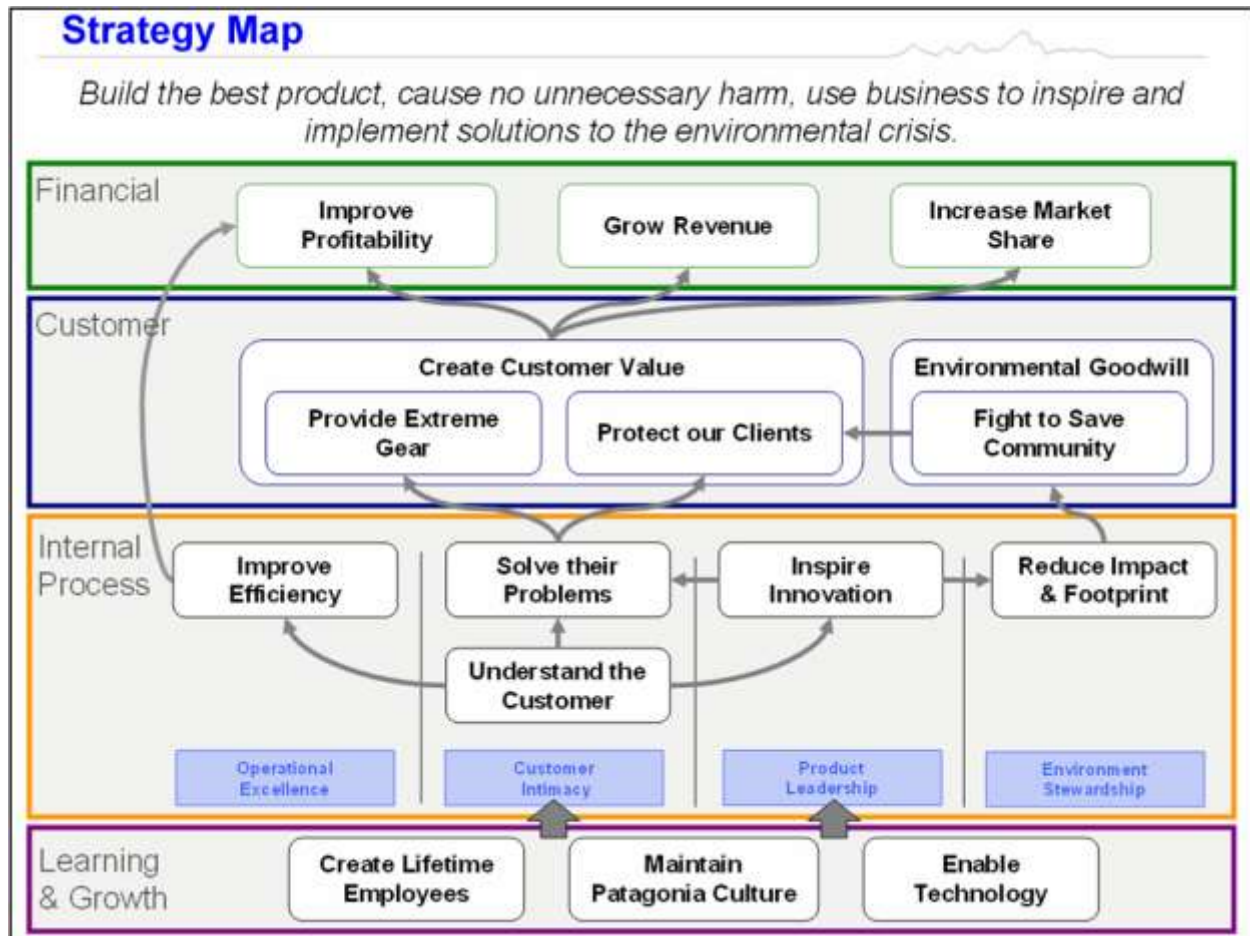 Strategy Map
Build the best product, cause no unnecessary harm, use business to inspire and
implement solutions to the environmental crisis.
Financial
Improve
Profitability
Grow Revenue
Increase Market
Share
Customer
Create Customer Value
Provide Extreme
Gear
Protect our Clients
Environmental Goodwill
Fight to Save
Community
Internal
Process
Improve
Efficiency
Solve their
Problems
Inspire
Innovation
Reduce Impact
& Footprint
Understand the
Customer
Operational
Excellence
Customer
Intimacy
Product
Leadership
Environment
Stewardship
Learning
& Growth
Create Lifetime
Employees
Maintain
Patagonia Culture
Enable
Technology